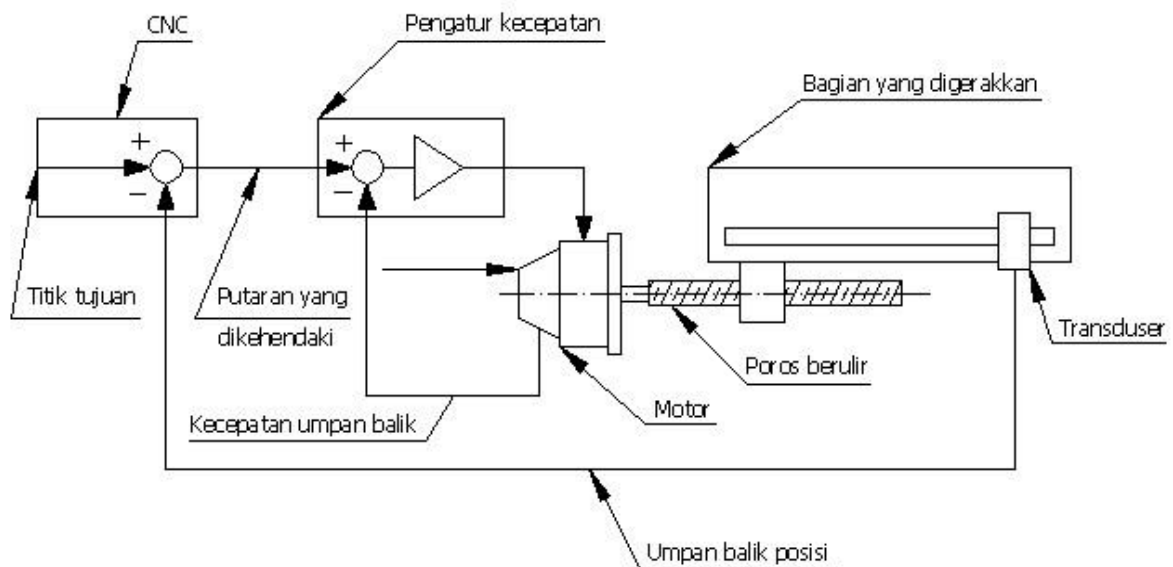 CNC
Pengatur kecepatan
Bagian yang digerakkan
+
−
+
−
Titik tujuan
Putaran yang
dikehendaki
Transduser
Poros berulir
Motor
Kecepatan umpan balik
Umpan balik posisi